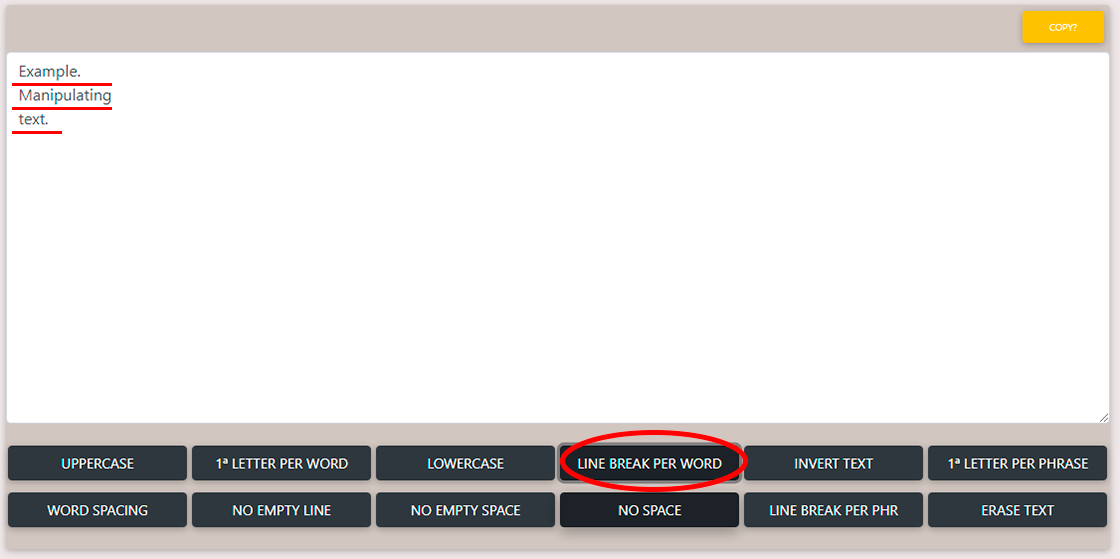 COPY?
Example.
Manipulating
text.
UPPERCASE
1ª LETTER PER WORD
LOWERCASE
LINE BREAK PER WORD
INVERT TEXT
1ª LETTER PER PHRASE
WORD SPACING
NO EMPTY LINE
NO EMPTY SPACE
NO SPACE
LINE BREAK PER PHR
ERASE TEXT